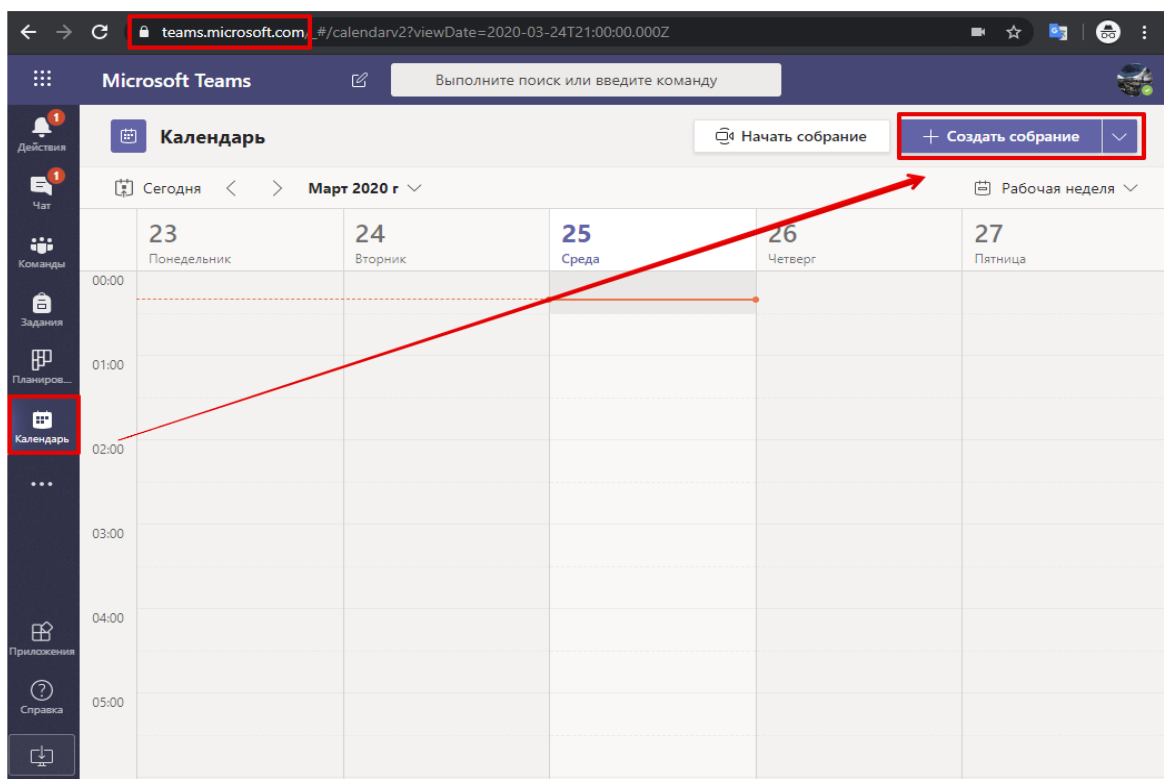 teams.microsoft.com/_#/calendarv2?viewDate=2020-03-24T21:00:00.000Z
Microsoft Teams
Выполните поиск или введите команду
1
Действия
1
Чат
Команды
Задания
Планиров...
Календарь
Приложения
Справка
Календарь
Начать собрание
+ Создать собрание
Сегодня
Март 2020 г
Рабочая неделя
23
Понедельник
24
Вторник
25
Среда
26
Четверг
27
Пятница
00:00
01:00
02:00
03:00
04:00
05:00